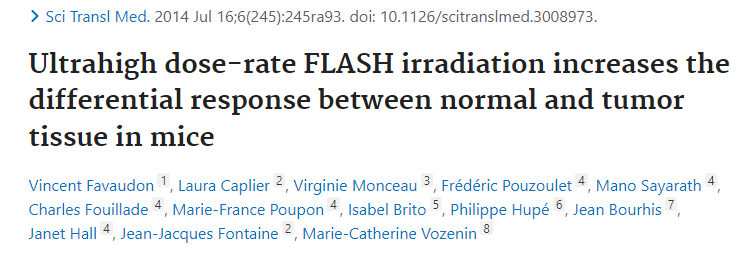 > Sci Transl Med. 2014 Jul 16;6(245):245ra93. doi: 10.1126/scitranslmed.3008973.
Ultrahigh dose-rate FLASH irradiation increases the
differential response between normal and tumor
tissue in mice
Vincent Favaudon 1, Laura Caplier 2, Virginie Monceau 3, Frédéric Pouzoulet 4, Mano Sayarath 4,
Charles Fouillade 4, Marie-France Poupon 4, Isabel Brito 5, Philippe Hupé 6, Jean Bourhis 7,
Janet Hall 4, Jean-Jacques Fontaine 2, Marie-Catherine Vozenin 8